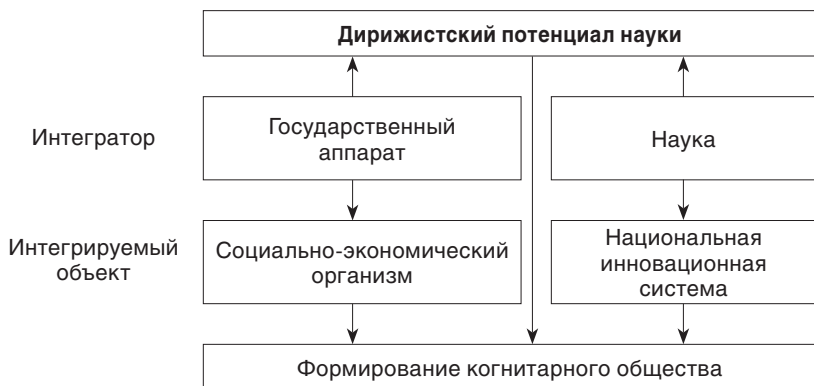 Дирижистский потенциал науки
Интегратор
Государственный
аппарат
Наука
Интегрируемый
объект
Социально-экономический
организм
Национальная
инновационная
система
Формирование когнитарного общества